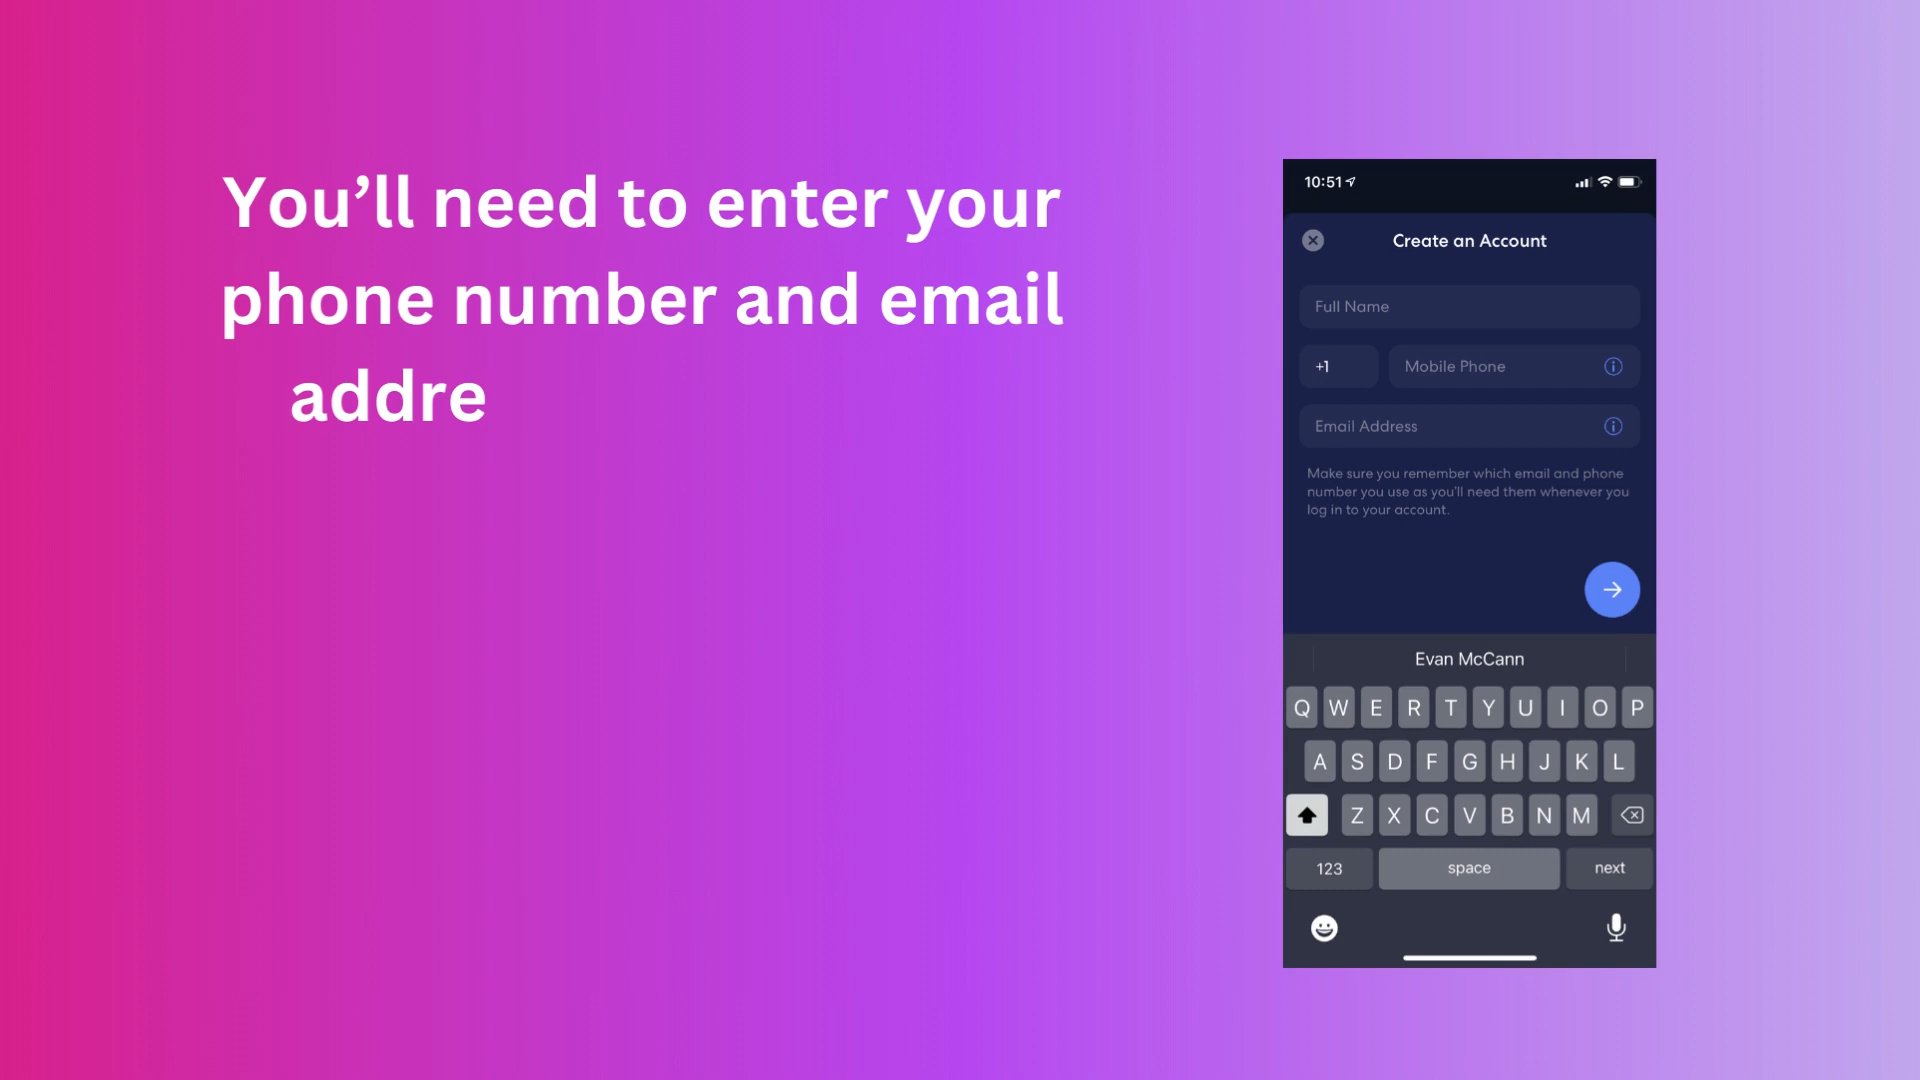 You’ll need to enter your
phone number and email
addre
10:51
Create an Account
Full Name
+1 Mobile Phone
Email Address
Make sure you remember which email and phone
number you use as you'll need them whenever you
log in to your account.
Evan McCann
Q W E R T Y U I O P
A S D F G H J K L
Z X C V B N M
123 space next